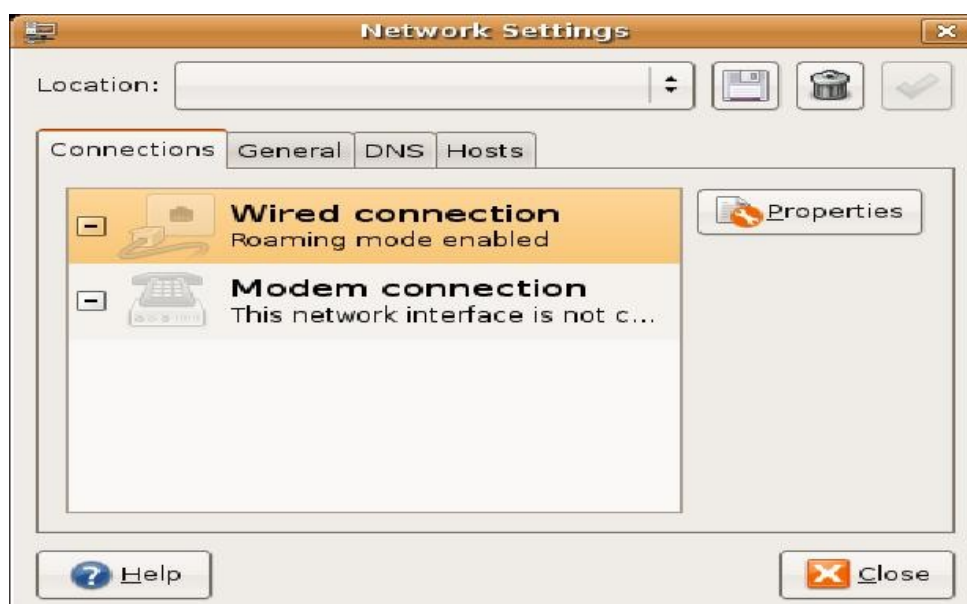 Network Settings
Location:
Connections General DNS Hosts
Wired connection
Roaming mode enabled
Properties
Modem connection
This network interface is not c...
Help
Close